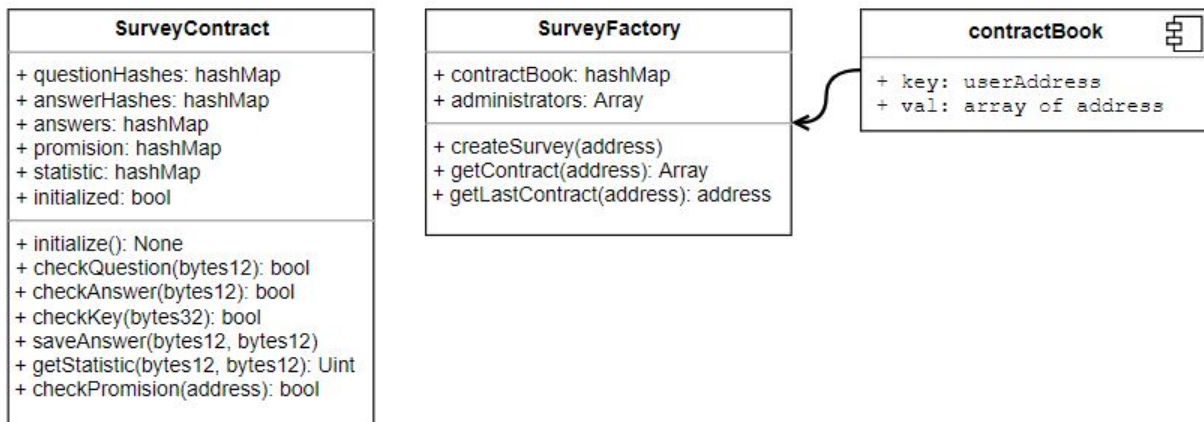 SurveyContract
+ questionHashes: hashMap
+ answerHashes: hashMap
+ answers: hashMap
+ promision: hashMap
+ statistic: hashMap
+ initialized: bool
+ initialize(): None
+ checkQuestion(bytes12): bool
+ checkAnswer(bytes12): bool
+ checkKey(bytes32): bool
+ saveAnswer(bytes12, bytes12)
+ getStatistic(bytes12, bytes12): Uint
+ checkPromision(address): bool
SurveyFactory
+ contractBook: hashMap
+ administrators: Array
+ createSurvey(address)
+ getContract(address): Array
+ getLastContract(address): address
contractBook
+ key: userAddress
+ val: array of address